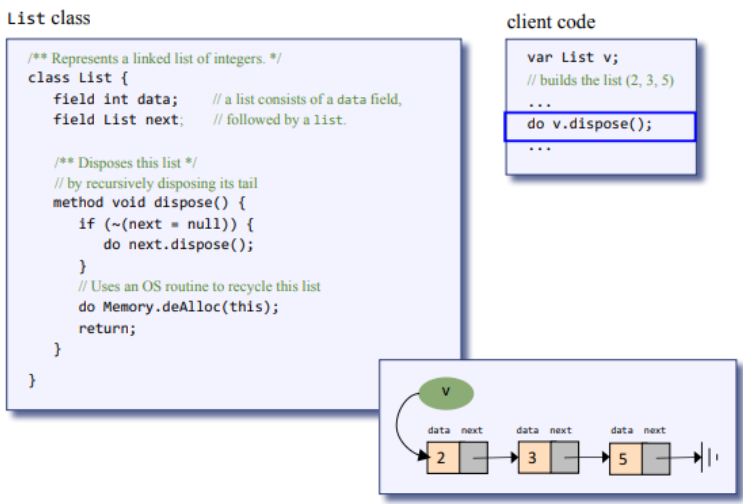 List class
/** Represents a linked list of integers. */
class List {
field int data; // a list consists of a data field,
field List next; // followed by a list.
/** Disposes this list */
// by recursively disposing its tail
method void dispose() {
if (~(next = null)) {
do next.dispose();
}
// Uses an OS routine to recycle this list
do Memory.deAlloc(this);
return;
}
}
client code
var List v;
// builds the list (2, 3, 5)
...
do v.dispose();
...
v
data next data next data next
2 3 5